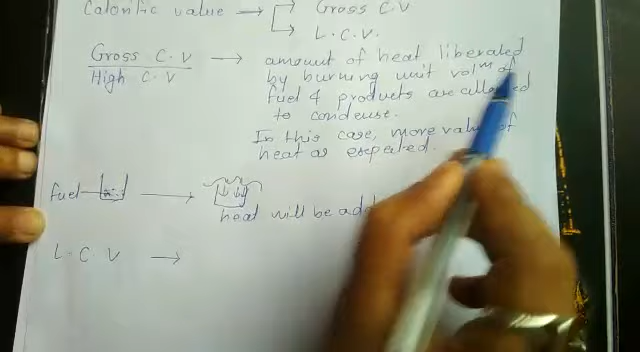 Calorific value → Gross C.V
L.C.V.
Gross C.V → amount of heat liberated
High C.V by burning unit volm of
fuel & products are allowed
to condense.
In this case, more value of
heat as expected.
fuel →
heat will be add
L.C.V →